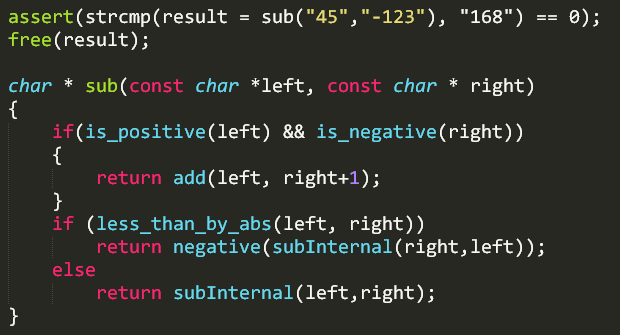 assert(strcmp(result = sub("45","-123"), "168") == 0);
free(result);
char * sub(const char *left, const char * right)
{
if(is_positive(left) && is_negative(right))
{
return add(left, right+1);
}
if (less_than_by_abs(left, right))
return negative(subInternal(right,left));
else
return subInternal(left,right);
}